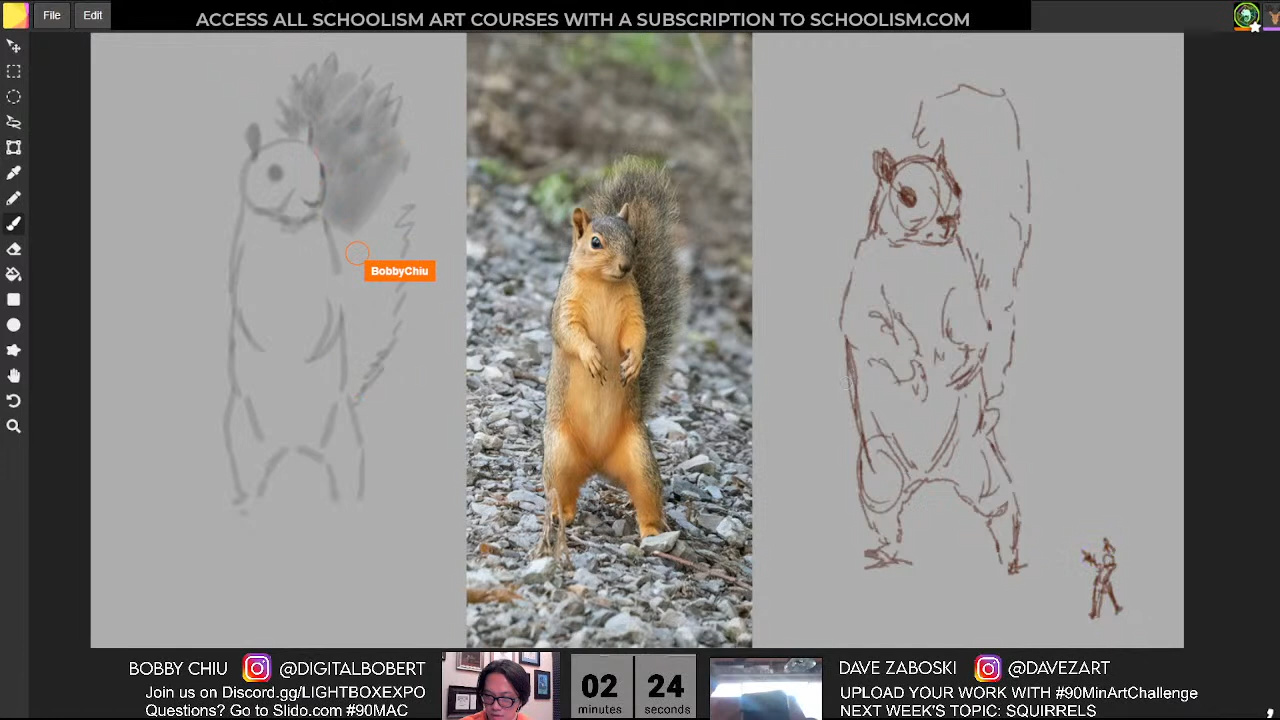 ACCESS ALL SCHOOLISM ART COURSES WITH A SUBSCRIPTION TO SCHOOLISM.COM
File Edit
BobbyChiu
BOBBY CHIU @DIGITALBOBERT
Join us on Discord.gg/LIGHTBOXEXPO
Questions? Go to Slido.com #90MAC
02 24
minutes seconds
DAVE ZABOSKI @DAVEZART
UPLOAD YOUR WORK WITH #90MinArtChallenge
NEXT WEEK'S TOPIC: SQUIRRELS